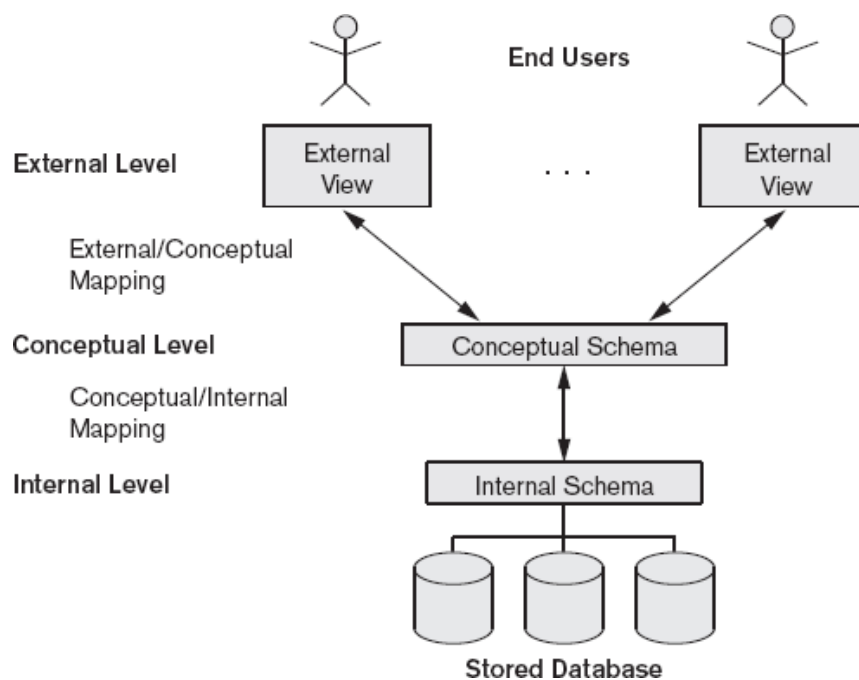 End Users
External Level
External
View
. . .
External
View
External/Conceptual
Mapping
Conceptual Level
Conceptual Schema
Conceptual/Internal
Mapping
Internal Level
Internal Schema
Stored Database